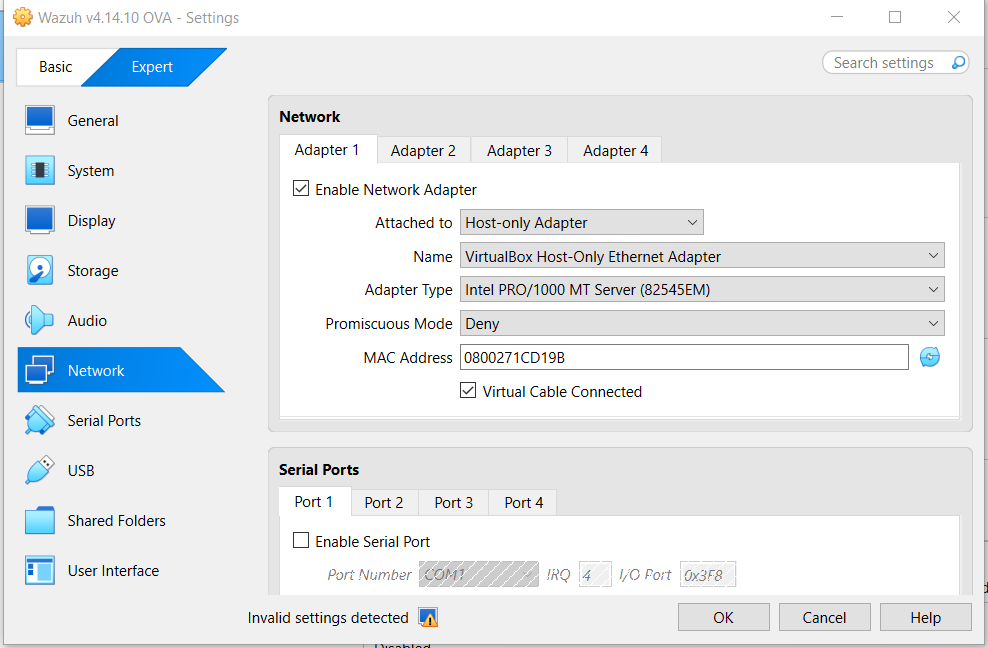 Wazuh v4.14.10 OVA - Settings
Basic Expert Search settings
General
System
Display
Storage
Audio
Network
Serial Ports
USB
Shared Folders
User Interface
Network
Adapter 1 Adapter 2 Adapter 3 Adapter 4
Enable Network Adapter
Attached to Host-only Adapter
Name VirtualBox Host-Only Ethernet Adapter
Adapter Type Intel PRO/1000 MT Server (82545EM)
Promiscuous Mode Deny
MAC Address 0800271CD19B
Virtual Cable Connected
Serial Ports
Port 1 Port 2 Port 3 Port 4
Enable Serial Port
Port Number COM1 IRQ 4 I/O Port 0x3F8
Invalid settings detected OK Cancel Help
Disabled